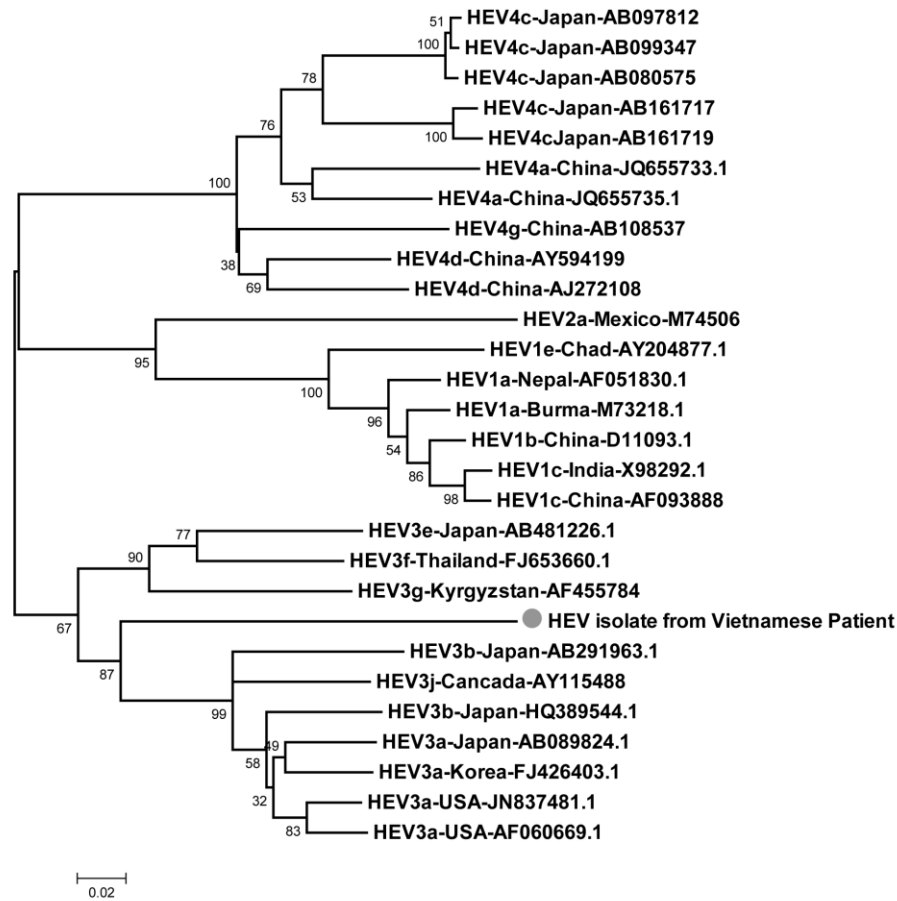 51
HEV4c-Japan-AB097812
HEV4c-Japan-AB099347
100
78
HEV4c-Japan-AB080575
HEV4c-Japan-AB161717
76
100
HEV4cJapan-AB161719
HEV4a-China-JQ655733.1
100
53
HEV4a-China-JQ655735.1
HEV4g-China-AB108537
38
HEV4d-China-AY594199
69
HEV4d-China-AJ272108
HEV2a-Mexico-M74506
95
HEV1e-Chad-AY204877.1
100
HEV1a-Nepal-AF051830.1
96
HEV1a-Burma-M73218.1
54
HEV1b-China-D11093.1
86
HEV1c-India-X98292.1
98
HEV1c-China-AF093888
77
HEV3e-Japan-AB481226.1
90
HEV3f-Thailand-FJ653660.1
HEV3g-Kyrgyzstan-AF455784
67
HEV isolate from Vietnamese Patient
87
HEV3b-Japan-AB291963.1
HEV3j-Cancada-AY115488
99
HEV3b-Japan-HQ389544.1
49
HEV3a-Japan-AB089824.1
58
HEV3a-Korea-FJ426403.1
32
HEV3a-USA-JN837481.1
83
HEV3a-USA-AF060669.1
0.02